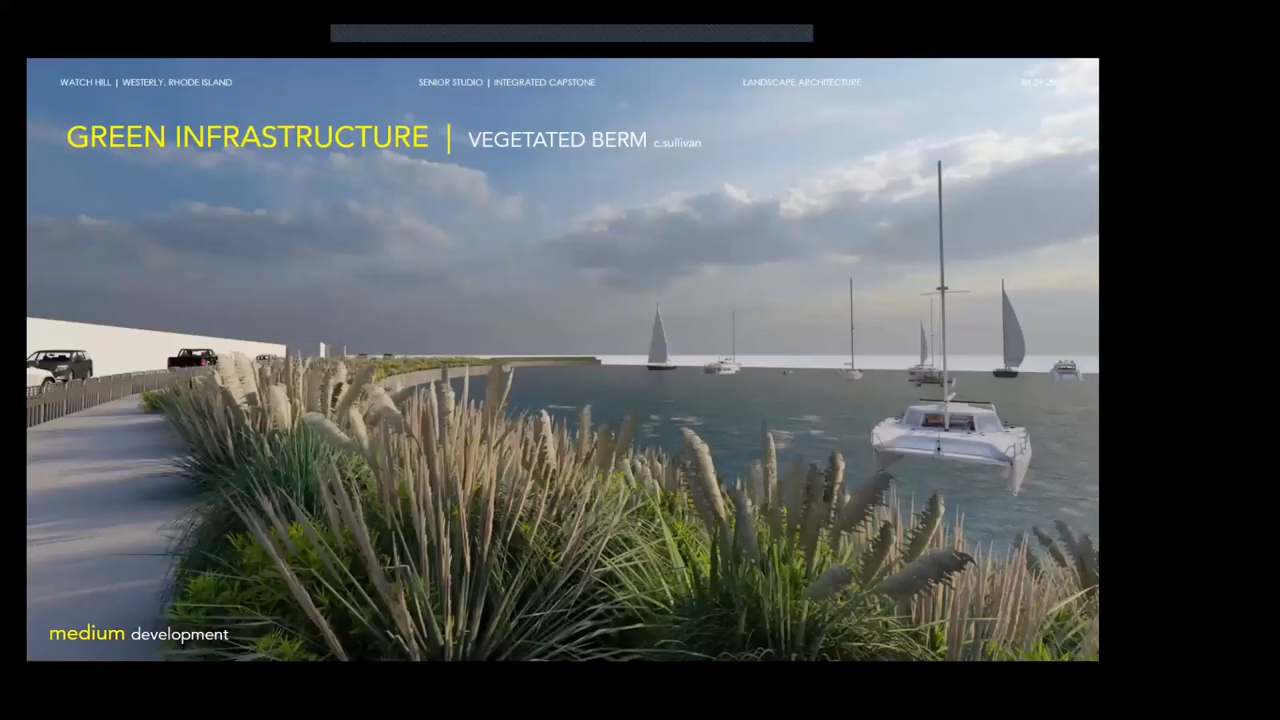 WATCH HILL | WESTERLY, RHODE ISLAND
SENIOR STUDIO | INTEGRATED CAPSTONE
LANDSCAPE ARCHITECTURE
GREEN INFRASTRUCTURE | VEGETATED BERM c.sullivan
medium development